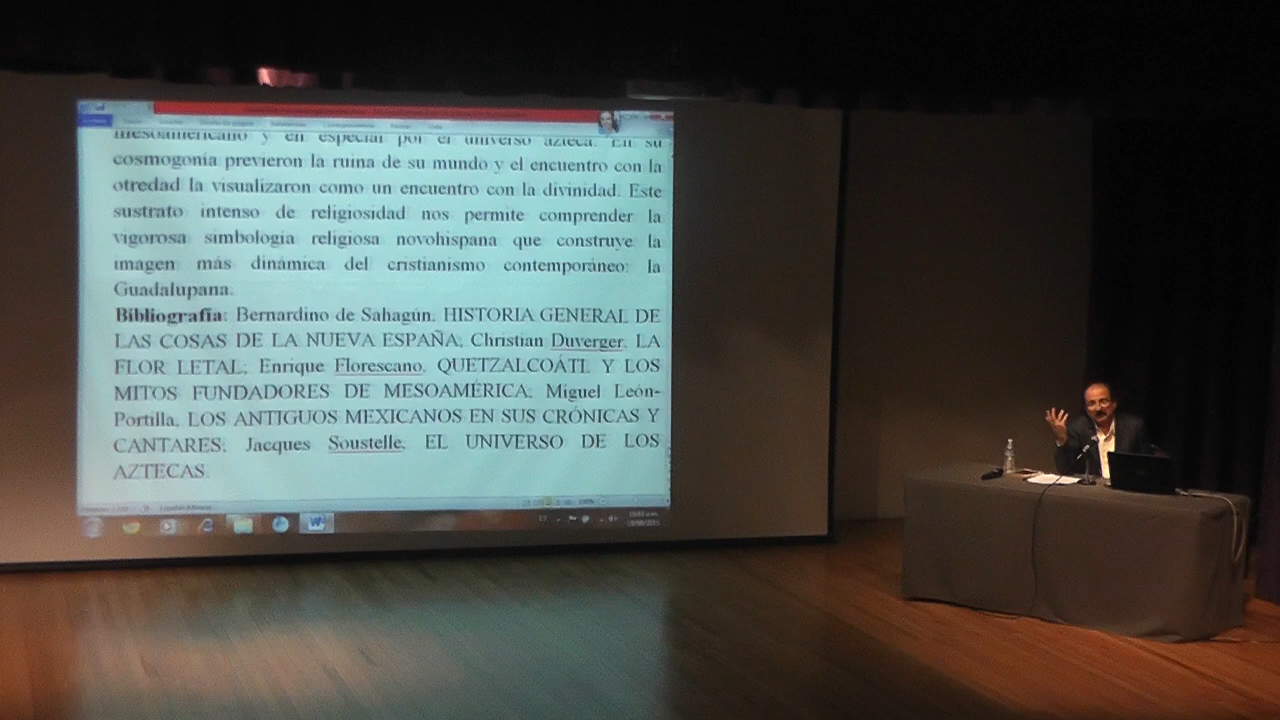 mesoamericano y en especial por el universo azteca. En su
cosmogonía previeron la ruina de su mundo y el encuentro con la
otredad la visualizaron como un encuentro con la divinidad. Este
sustrato intenso de religiosidad nos permite comprender la
vigorosa simbología religiosa novohispana que construye la
imagen más dinámica del cristianismo contemporáneo: la
Guadalupana.
Bibliografía: Bernardino de Sahagún. HISTORIA GENERAL DE
LAS COSAS DE LA NUEVA ESPAÑA; Christian Duverger. LA
FLOR LETAL; Enrique Florescano. QUETZALCOÁTL Y LOS
MITOS FUNDADORES DE MESOAMÉRICA; Miguel León-
Portilla. LOS ANTIGUOS MEXICANOS EN SUS CRÓNICAS Y
CANTARES; Jacques Soustelle. EL UNIVERSO DE LOS
AZTECAS.